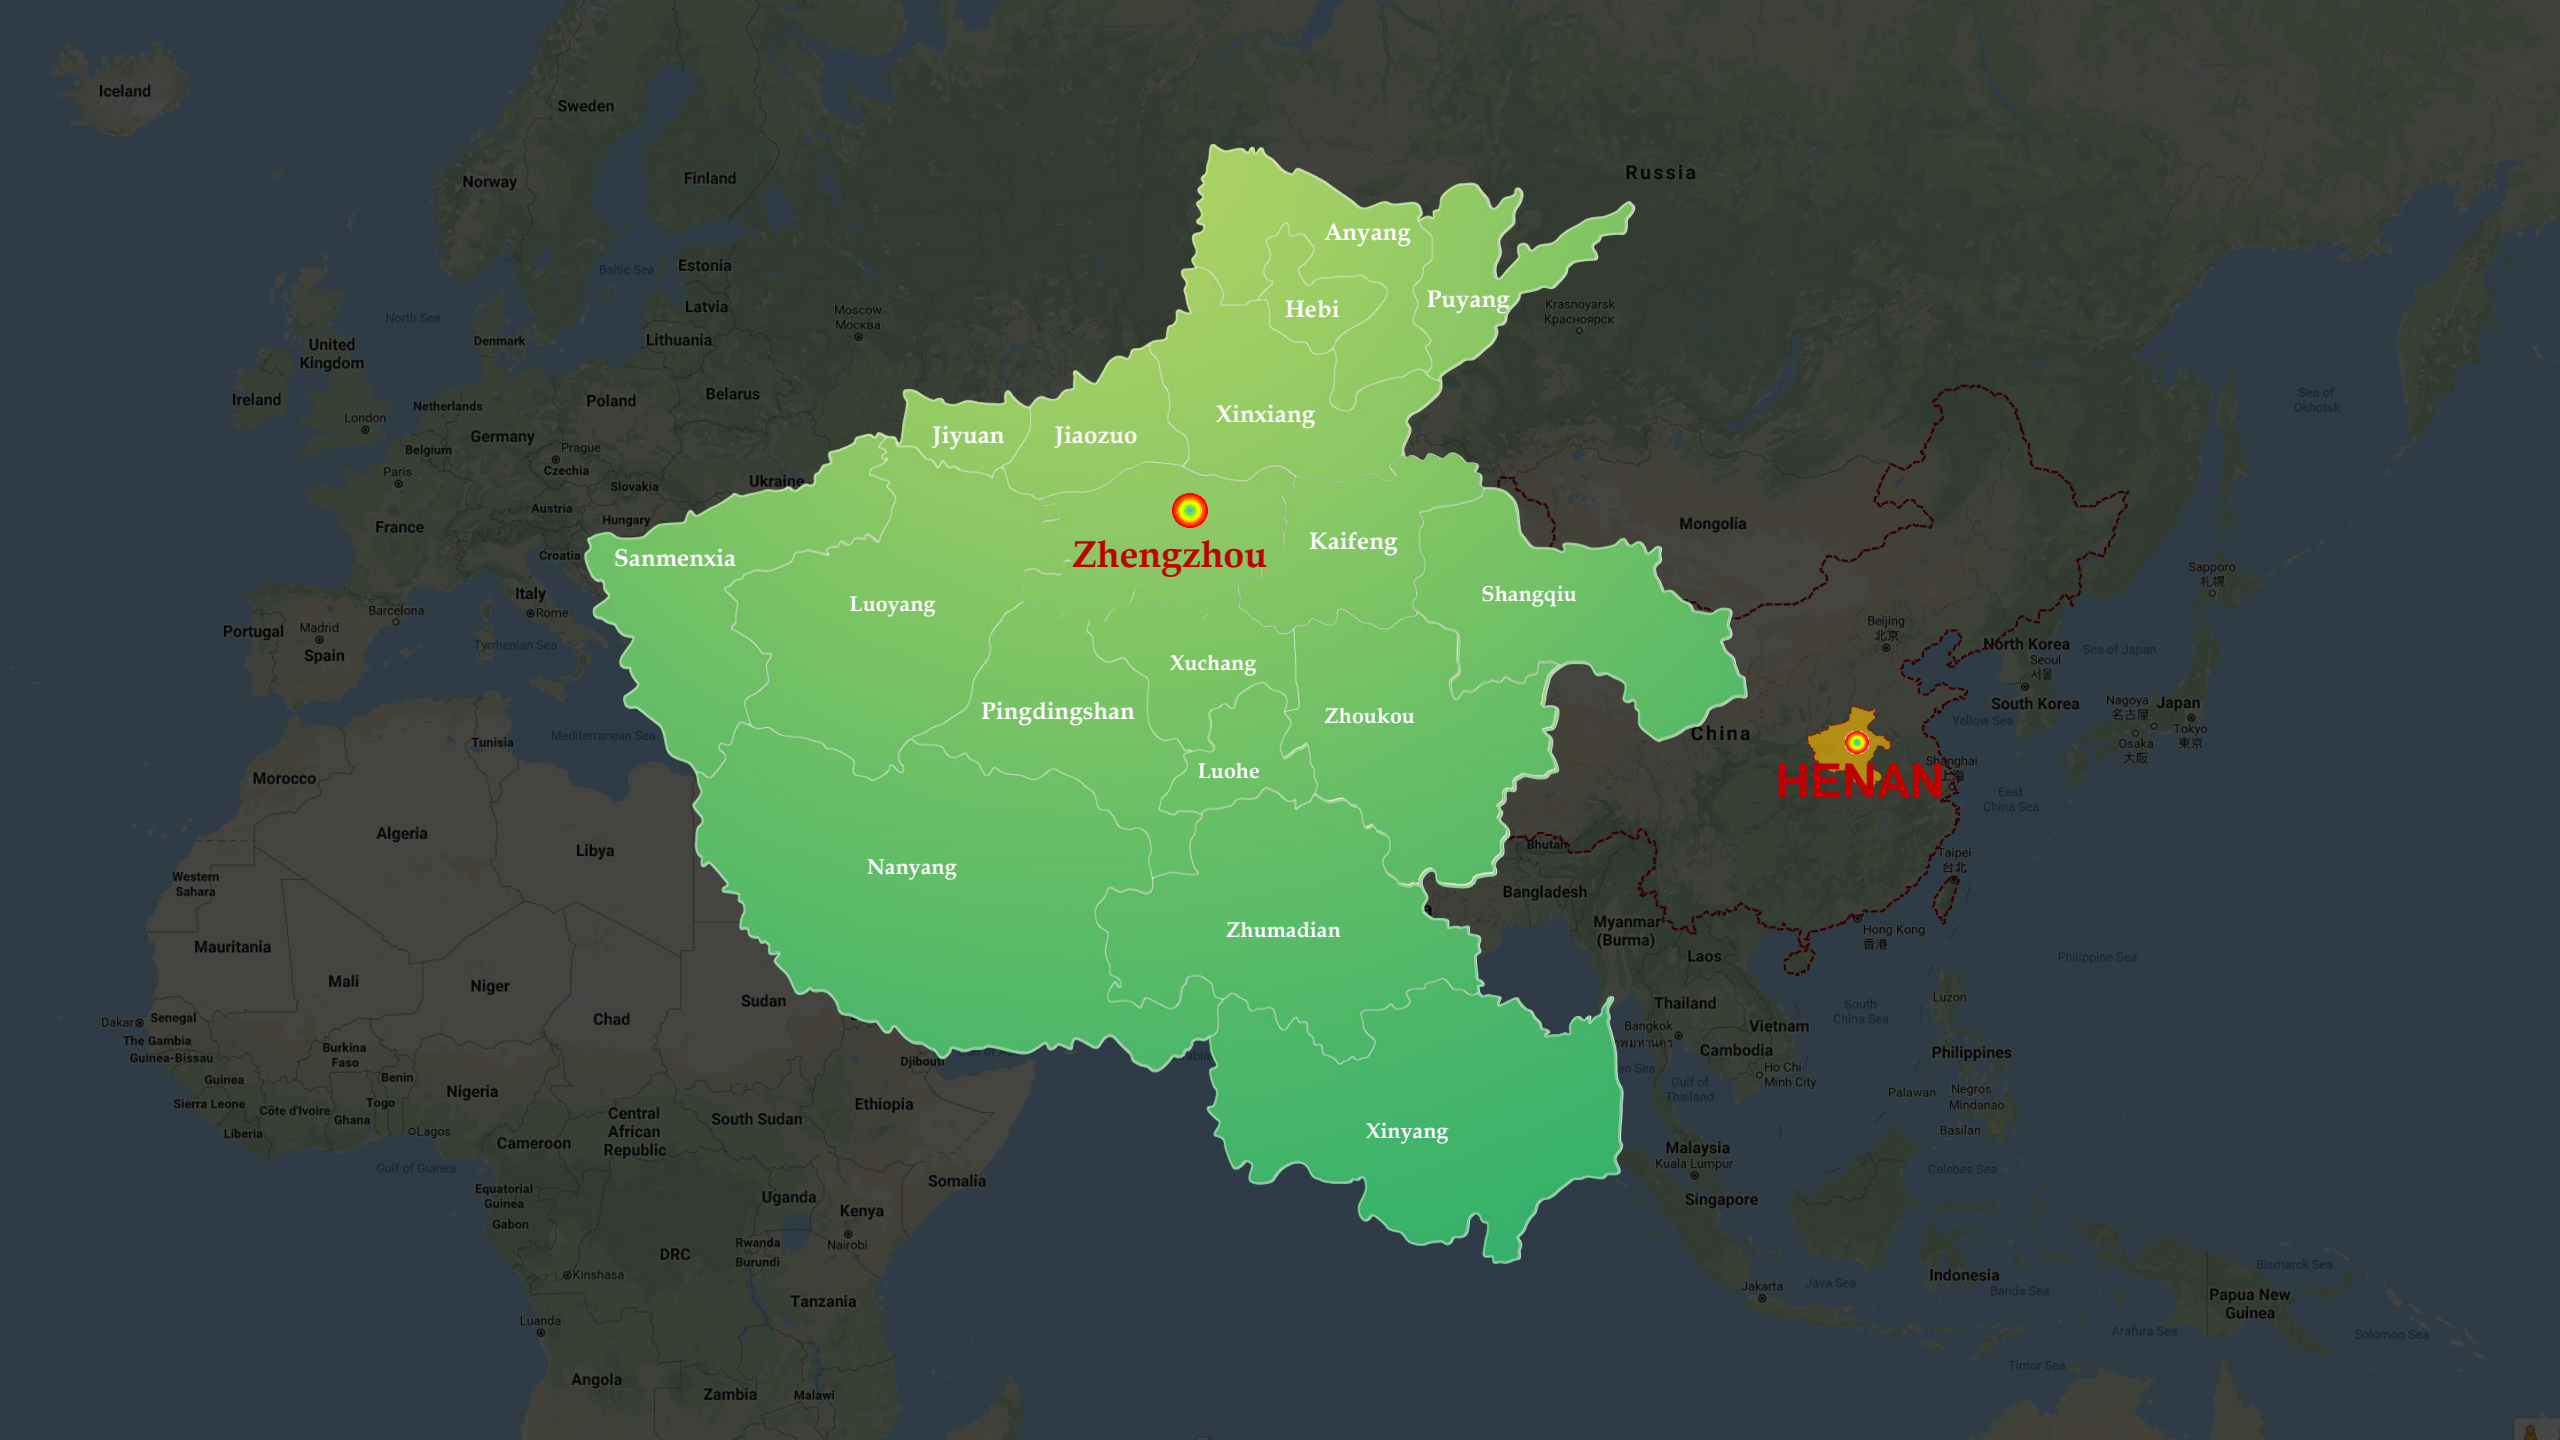 Iceland
Sweden
Norway
Finland
Russia
Anyang
Estonia
Baltic Sea
Hebi
Puyang
Latvia
Moscow
Москва
Krasnoyarsk
Красноярск
North Sea
Denmark
Lithuania
United
Kingdom
Ireland
Belarus
Poland
Netherlands
London
Germany
Prague
Czechia
Belgium
Paris
Slovakia
Ukraine
Austria
Hungary
France
Croatia
Sea of
Okhotsk
Xinxiang
Jiyuan
Jiaozuo
Zhengzhou
Kaifeng
Sanmenxia
Luoyang
Shangqiu
Mongolia
Sapporo
札幌
Italy
Rome
Barcelona
Portugal
Madrid
Spain
Tyrrhenian Sea
Beijing
北京
North Korea
Seoul
서울
South Korea
Sea of Japan
Nagoya
名古屋
Japan
Tokyo
東京
Osaka
大阪
Yellow Sea
Xuchang
Pingdingshan
Zhoukou
Luohe
China
Shanghai
上海
HENAN
East
China Sea
Tunisia
Mediterranean Sea
Morocco
Algeria
Libya
Western
Sahara
Nanyang
Zhumadian
Bhutan
Bangladesh
Myanmar
(Burma)
Taipei
台北
Hong Kong
香港
Laos
Philippine Sea
Mauritania
Mali
Niger
Sudan
Chad
Dakar
Senegal
The Gambia
Guinea-Bissau
Burkina
Faso
Guinea
Benin
Togo
Nigeria
Sierra Leone
Côte d'Ivoire
Ghana
Liberia
Lagos
Djibouti
Ethiopia
South Sudan
Central
African
Republic
Cameroon
Gulf of Guinea
Equatorial
Guinea
Gabon
Somalia
Uganda
Kenya
Nairobi
Rwanda
Burundi
DRC
Kinshasa
Tanzania
Luanda
Angola
Zambia
Malawi
Xinyang
Thailand
Bangkok
Vietnam
Cambodia
Ho Chi
Minh City
Gulf of
Thailand
South
China Sea
Luzon
Philippines
Palawan
Negros
Mindanao
Basilan
Malaysia
Kuala Lumpur
Singapore
Celebes Sea
Indonesia
Jakarta
Java Sea
Banda Sea
Bismarck Sea
Papua New
Guinea
Arafura Sea
Solomon Sea
Timor Sea